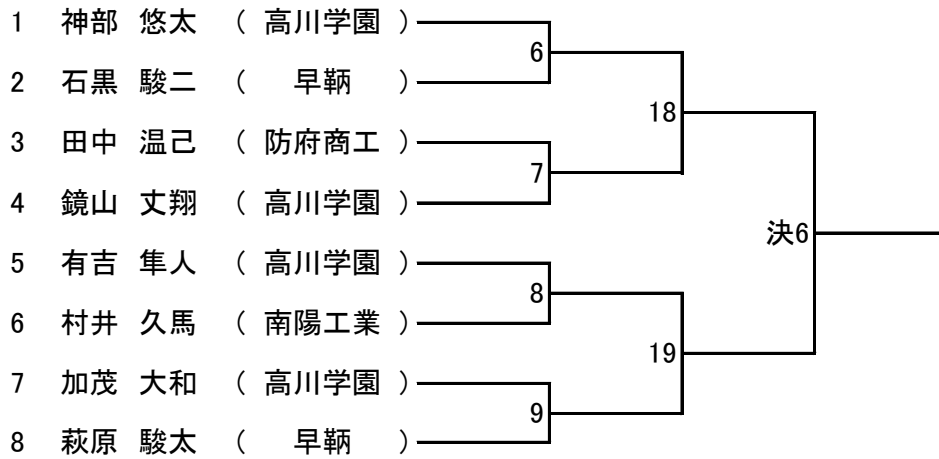 1 神部 悠太 ( 高川学園 )
6
2 石黒 駿二 ( 早鞆 )
18
3 田中 温己 ( 防府商工 )
7
4 鏡山 丈翔 ( 高川学園 )
決6
5 有吉 隼人 ( 高川学園 )
8
6 村井 久馬 ( 南陽工業 )
19
7 加茂 大和 ( 高川学園 )
9
8 萩原 駿太 ( 早鞆 )